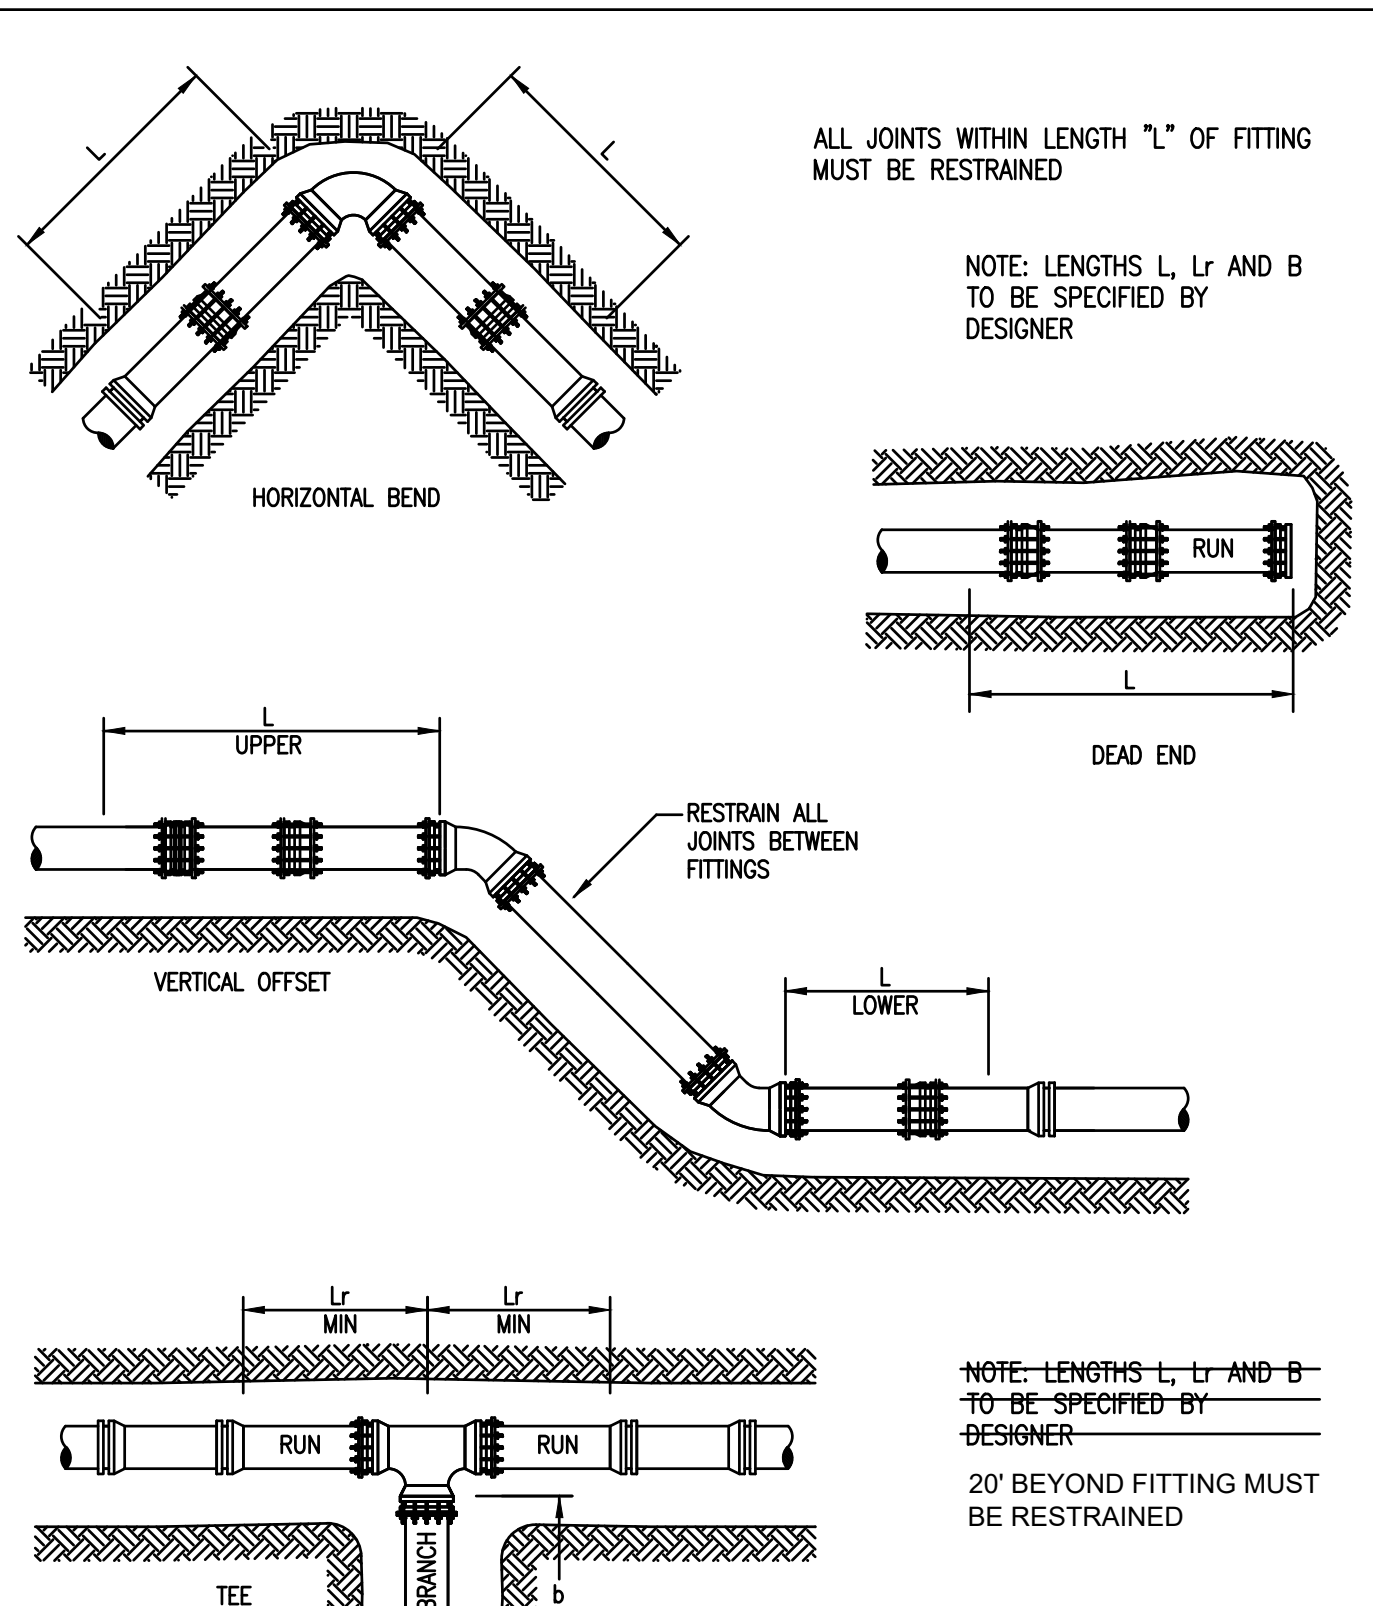 L
L
ALL JOINTS WITHIN LENGTH "L" OF FITTING
MUST BE RESTRAINED
NOTE: LENGTHS L, Lr AND B
TO BE SPECIFIED BY
DESIGNER
HORIZONTAL BEND
RUN
L
DEAD END
L
UPPER
RESTRAIN ALL
JOINTS BETWEEN
FITTINGS
VERTICAL OFFSET
L
LOWER
Lr
MIN
Lr
MIN
RUN
RUN
BRANCH
b
TEE
NOTE: LENGTHS L, Lr AND B
TO BE SPECIFIED BY
DESIGNER
20' BEYOND FITTING MUST
BE RESTRAINED